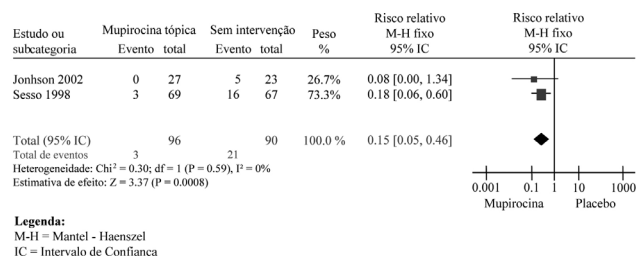 Estudo ou Mupirocina tópica Sem intervenção Peso Risco relativo Risco relativo
subcategoria Evento total Evento total % M-H fixo M-H fixo
95% IC 95% IC
Jonhson 2002 0 27 5 23 26.7% 0.08 [0.00, 1.34]
Sesso 1998 3 69 16 67 73.3% 0.18 [0.06, 0.60]
Total (95% IC) 96 90 100.0 % 0.15 [0.05, 0.46]
Total de eventos 3 21
Heterogeneidade: Chi² = 0.30; df = 1 (P = 0.59), I² = 0%
Estimativa de efeito: Z = 3.37 (P = 0.0008)
0.001 0.1 1 10 1000
Mupirocina Placebo
Legenda:
M-H = Mantel - Haenszel
IC = Intervalo de Confiança